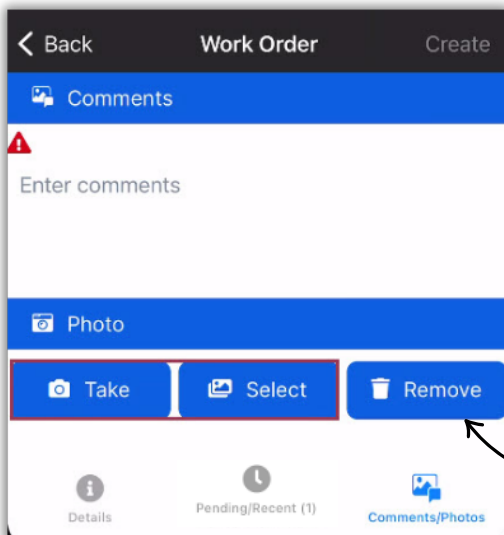 Back Work Order Create
Comments
Enter comments
Photo
Take Select Remove
Details Pending/Recent (1) Comments/Photos